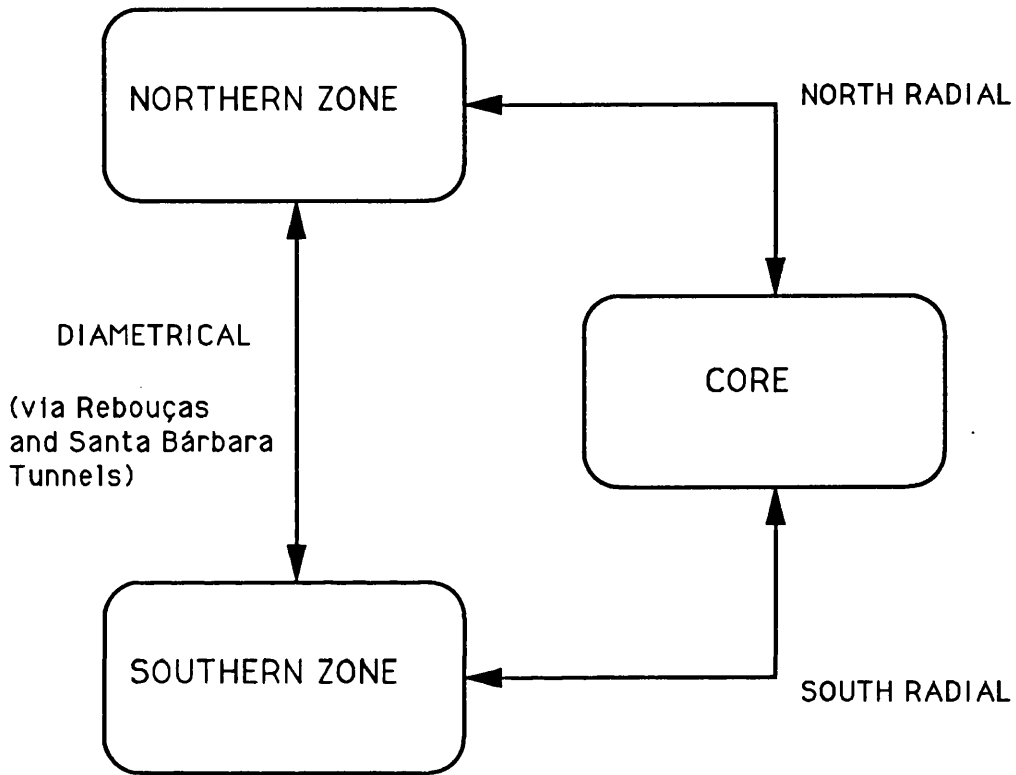 NORTHERN ZONE
NORTH RADIAL
DIAMETRICAL
(via Rebouças
and Santa Bárbara
Tunnels)
CORE
SOUTHERN ZONE
SOUTH RADIAL